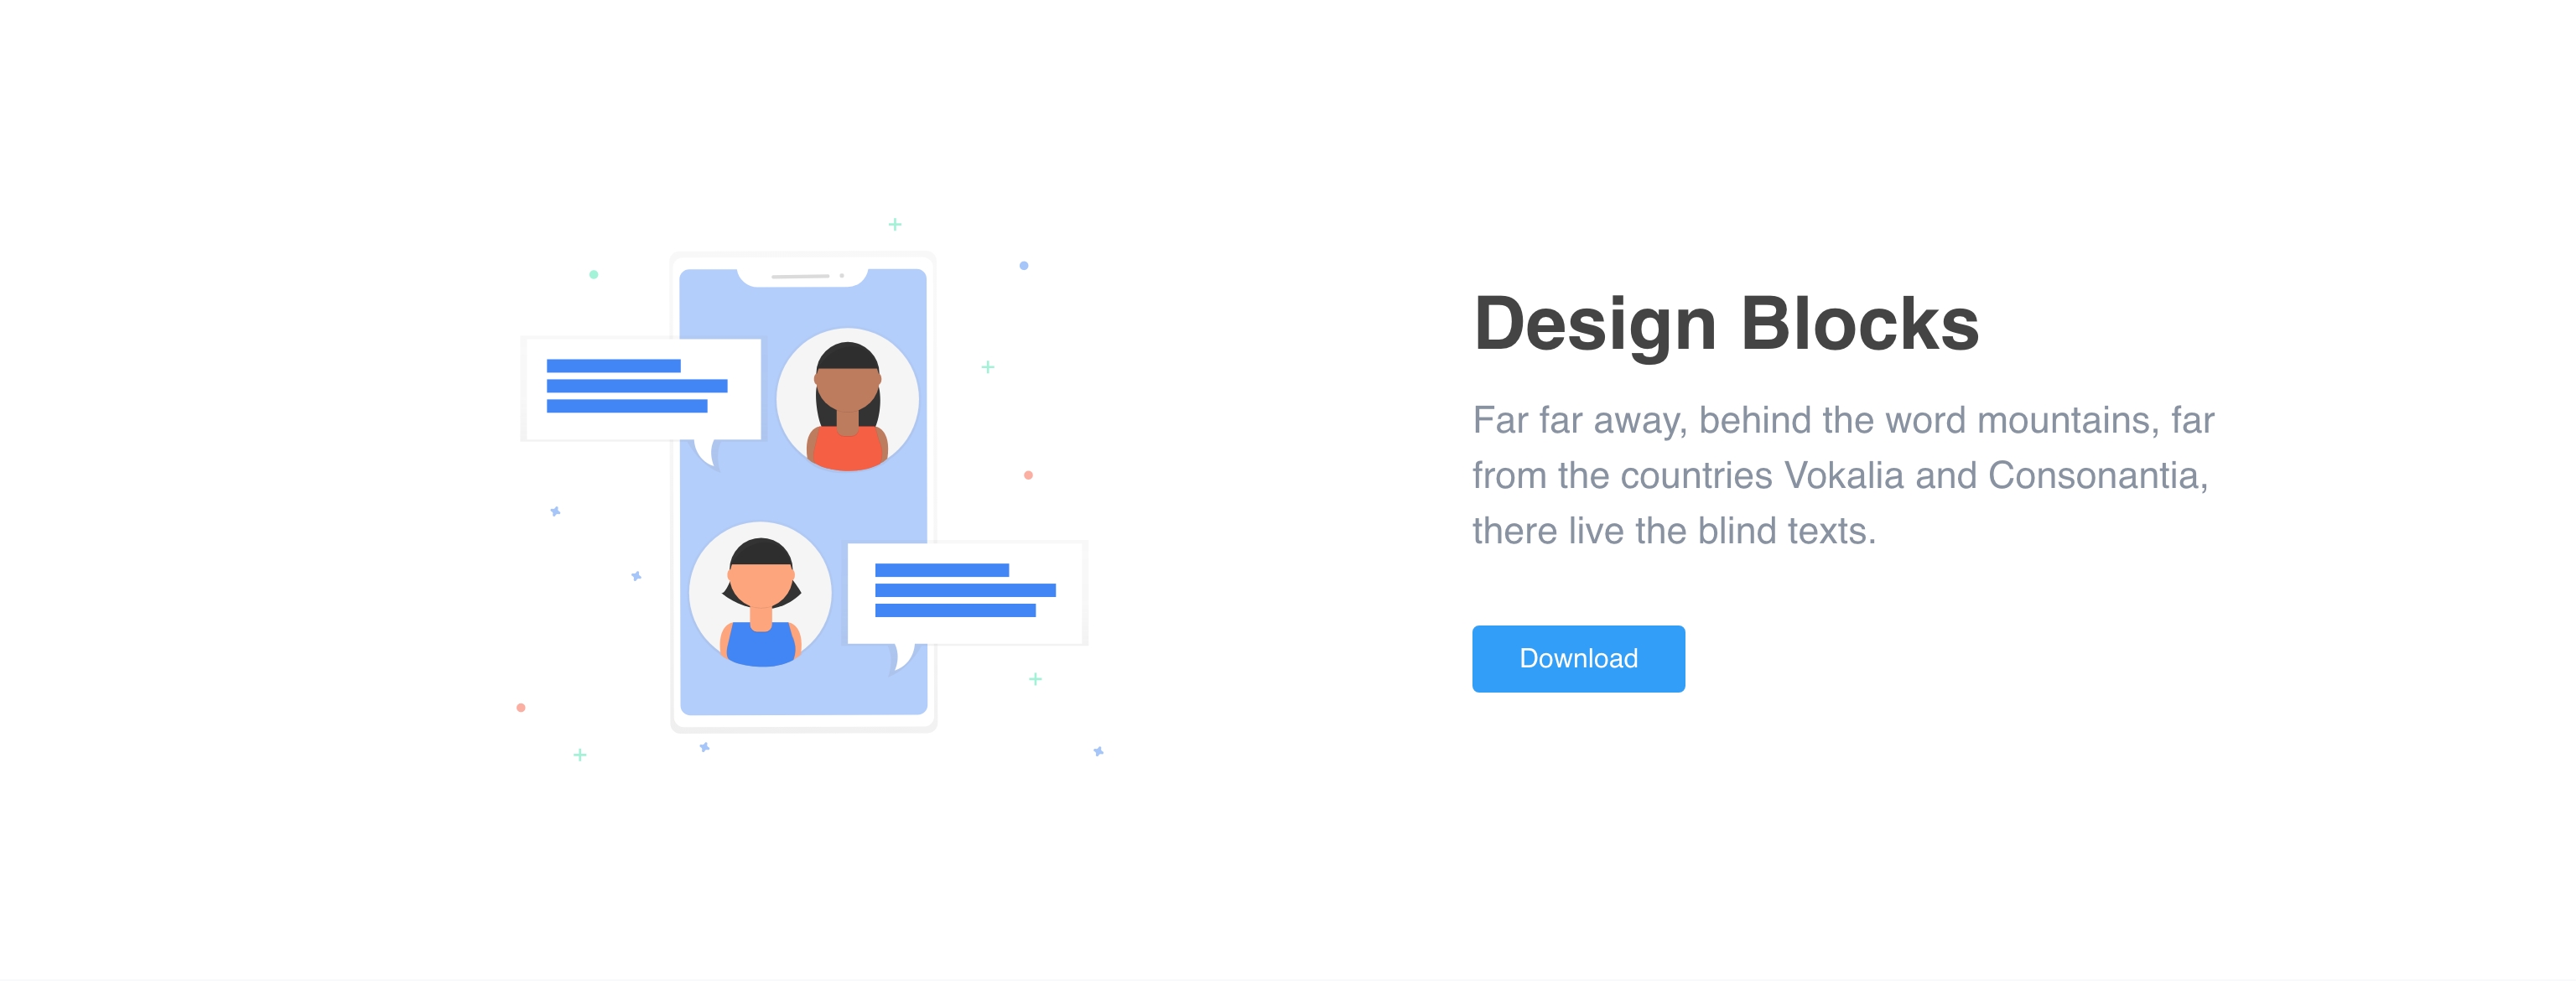 Design Blocks
Far far away, behind the word mountains, far
from the countries Vokalia and Consonantia,
there live the blind texts.
Download